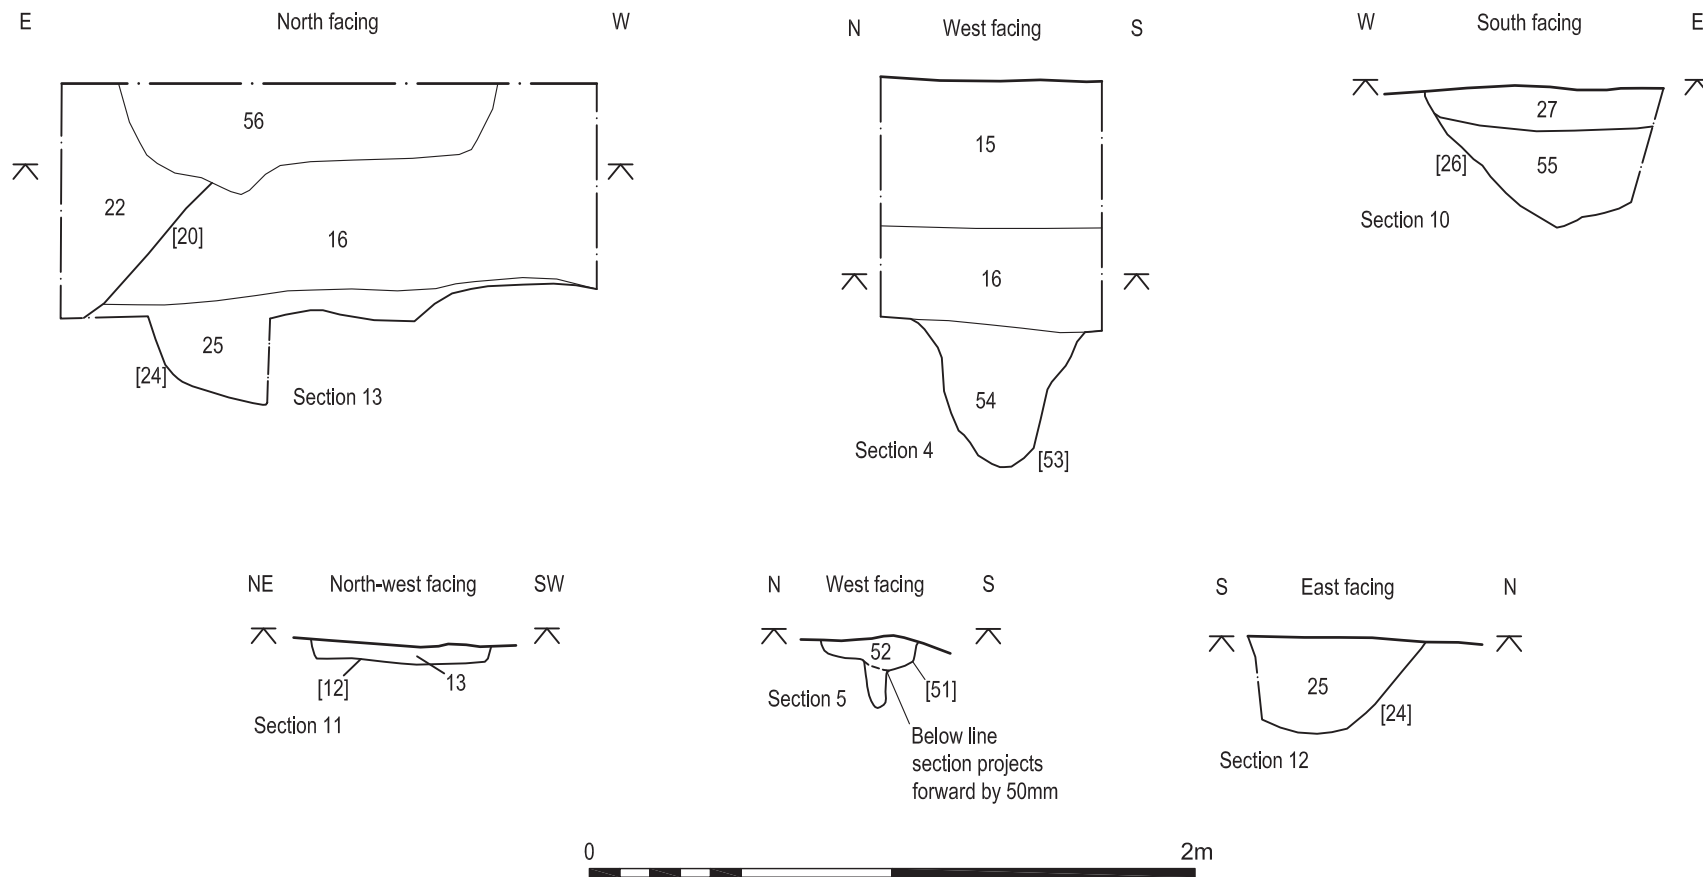 E North facing W
56
22
[20]
16
25
[24]
Section 13
N West facing S
15
16
54
Section 4
[53]
W South facing E
27
[26]
55
Section 10
NE North-west facing SW
[12]
13
Section 11
N West facing S
52
[51]
Section 5
Below line
section projects
forward by 50mm
S East facing N
25
[24]
Section 12
0 2m